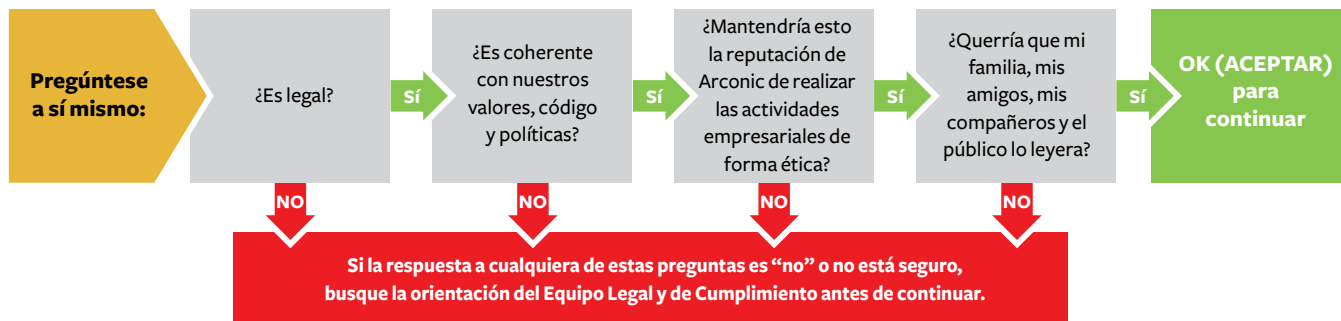 Pregúntese
a sí mismo:
¿Es legal?
Sí
¿Es coherente
con nuestros
valores, código
y políticas?
Sí
¿Mantendría esto
la reputación de
Arconic de realizar
las actividades
empresariales de
forma ética?
Sí
¿Querría que mi
familia, mis
amigos, mis
compañeros y el
público lo leyera?
Sí
OK (ACEPTAR)
para
continuar
NO
NO
NO
NO
Si la respuesta a cualquiera de estas preguntas es “no” o no está seguro,
busque la orientación del Equipo Legal y de Cumplimiento antes de continuar.